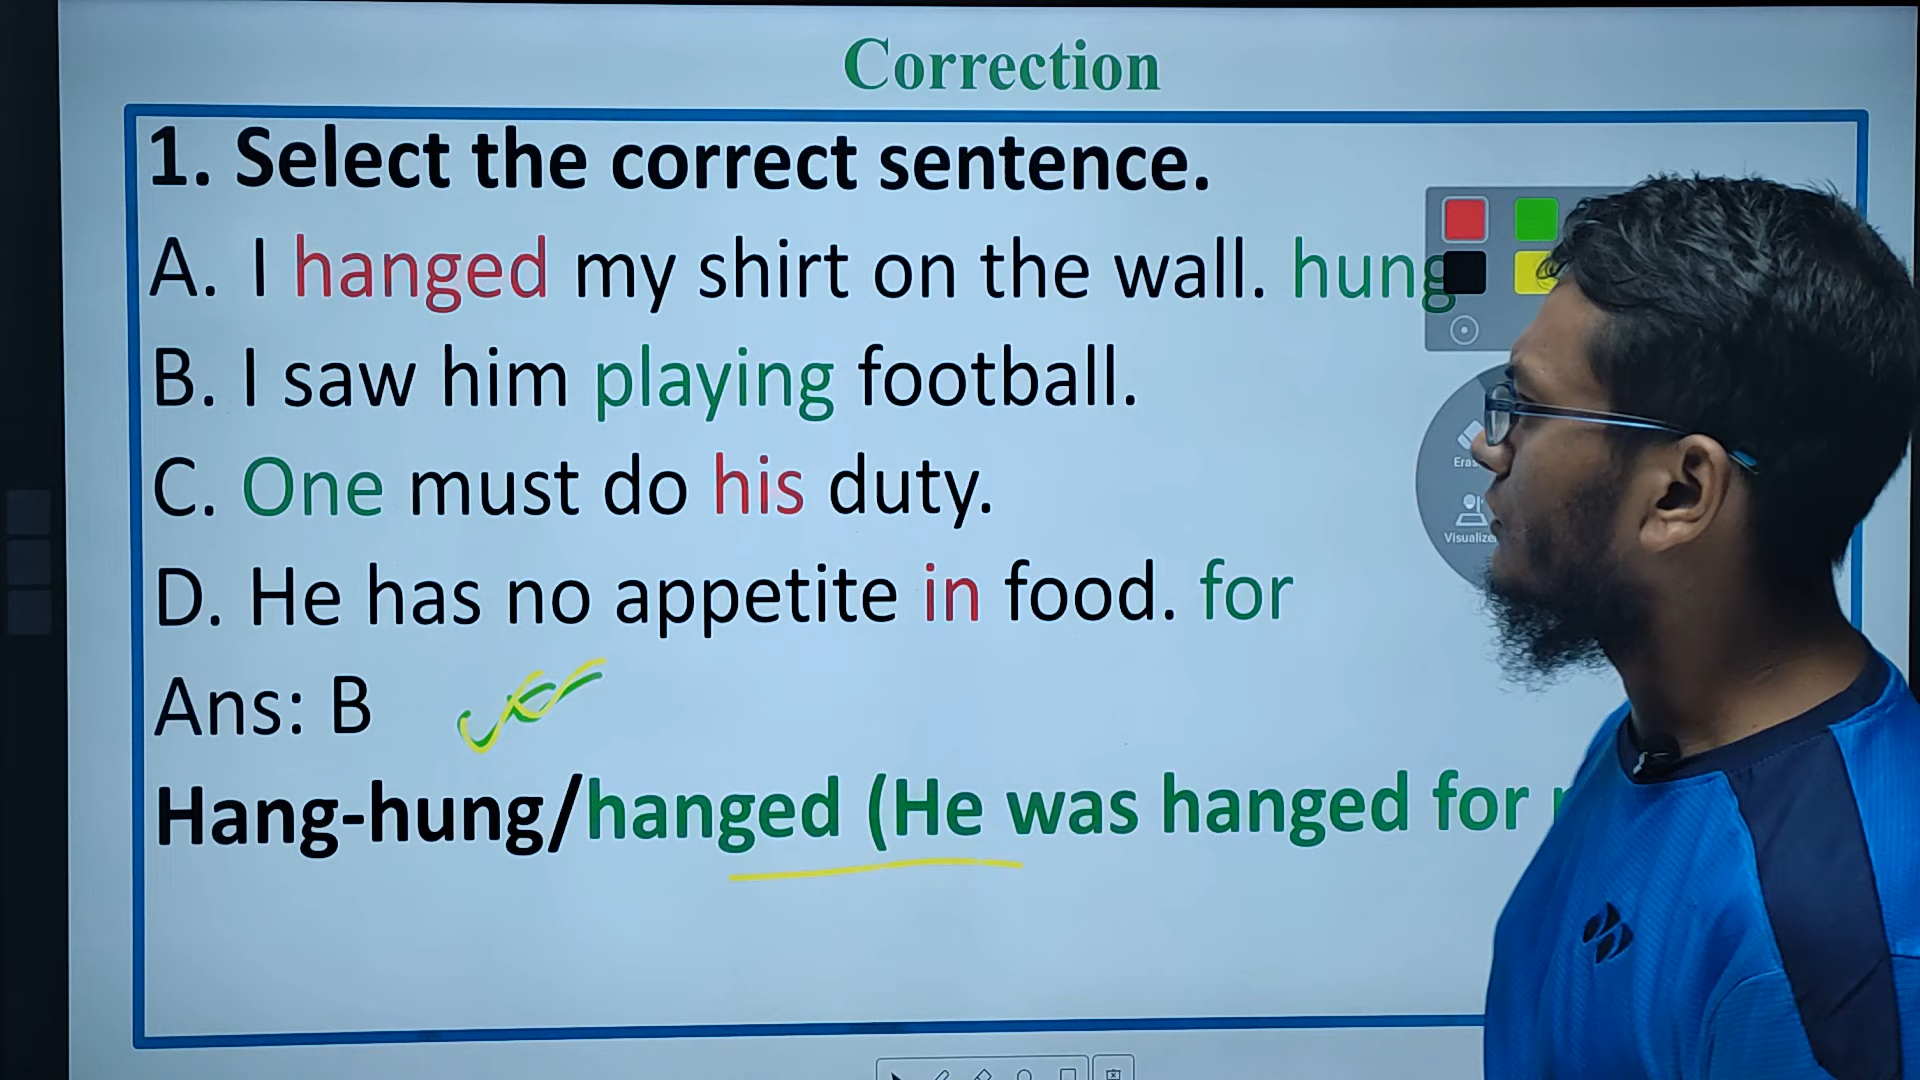 Correction
1. Select the correct sentence.
A. I hanged my shirt on the wall. hung
B. I saw him playing football.
C. One must do his duty.
D. He has no appetite in food. for
Ans: B
Hang-hung/hanged (He was hanged for